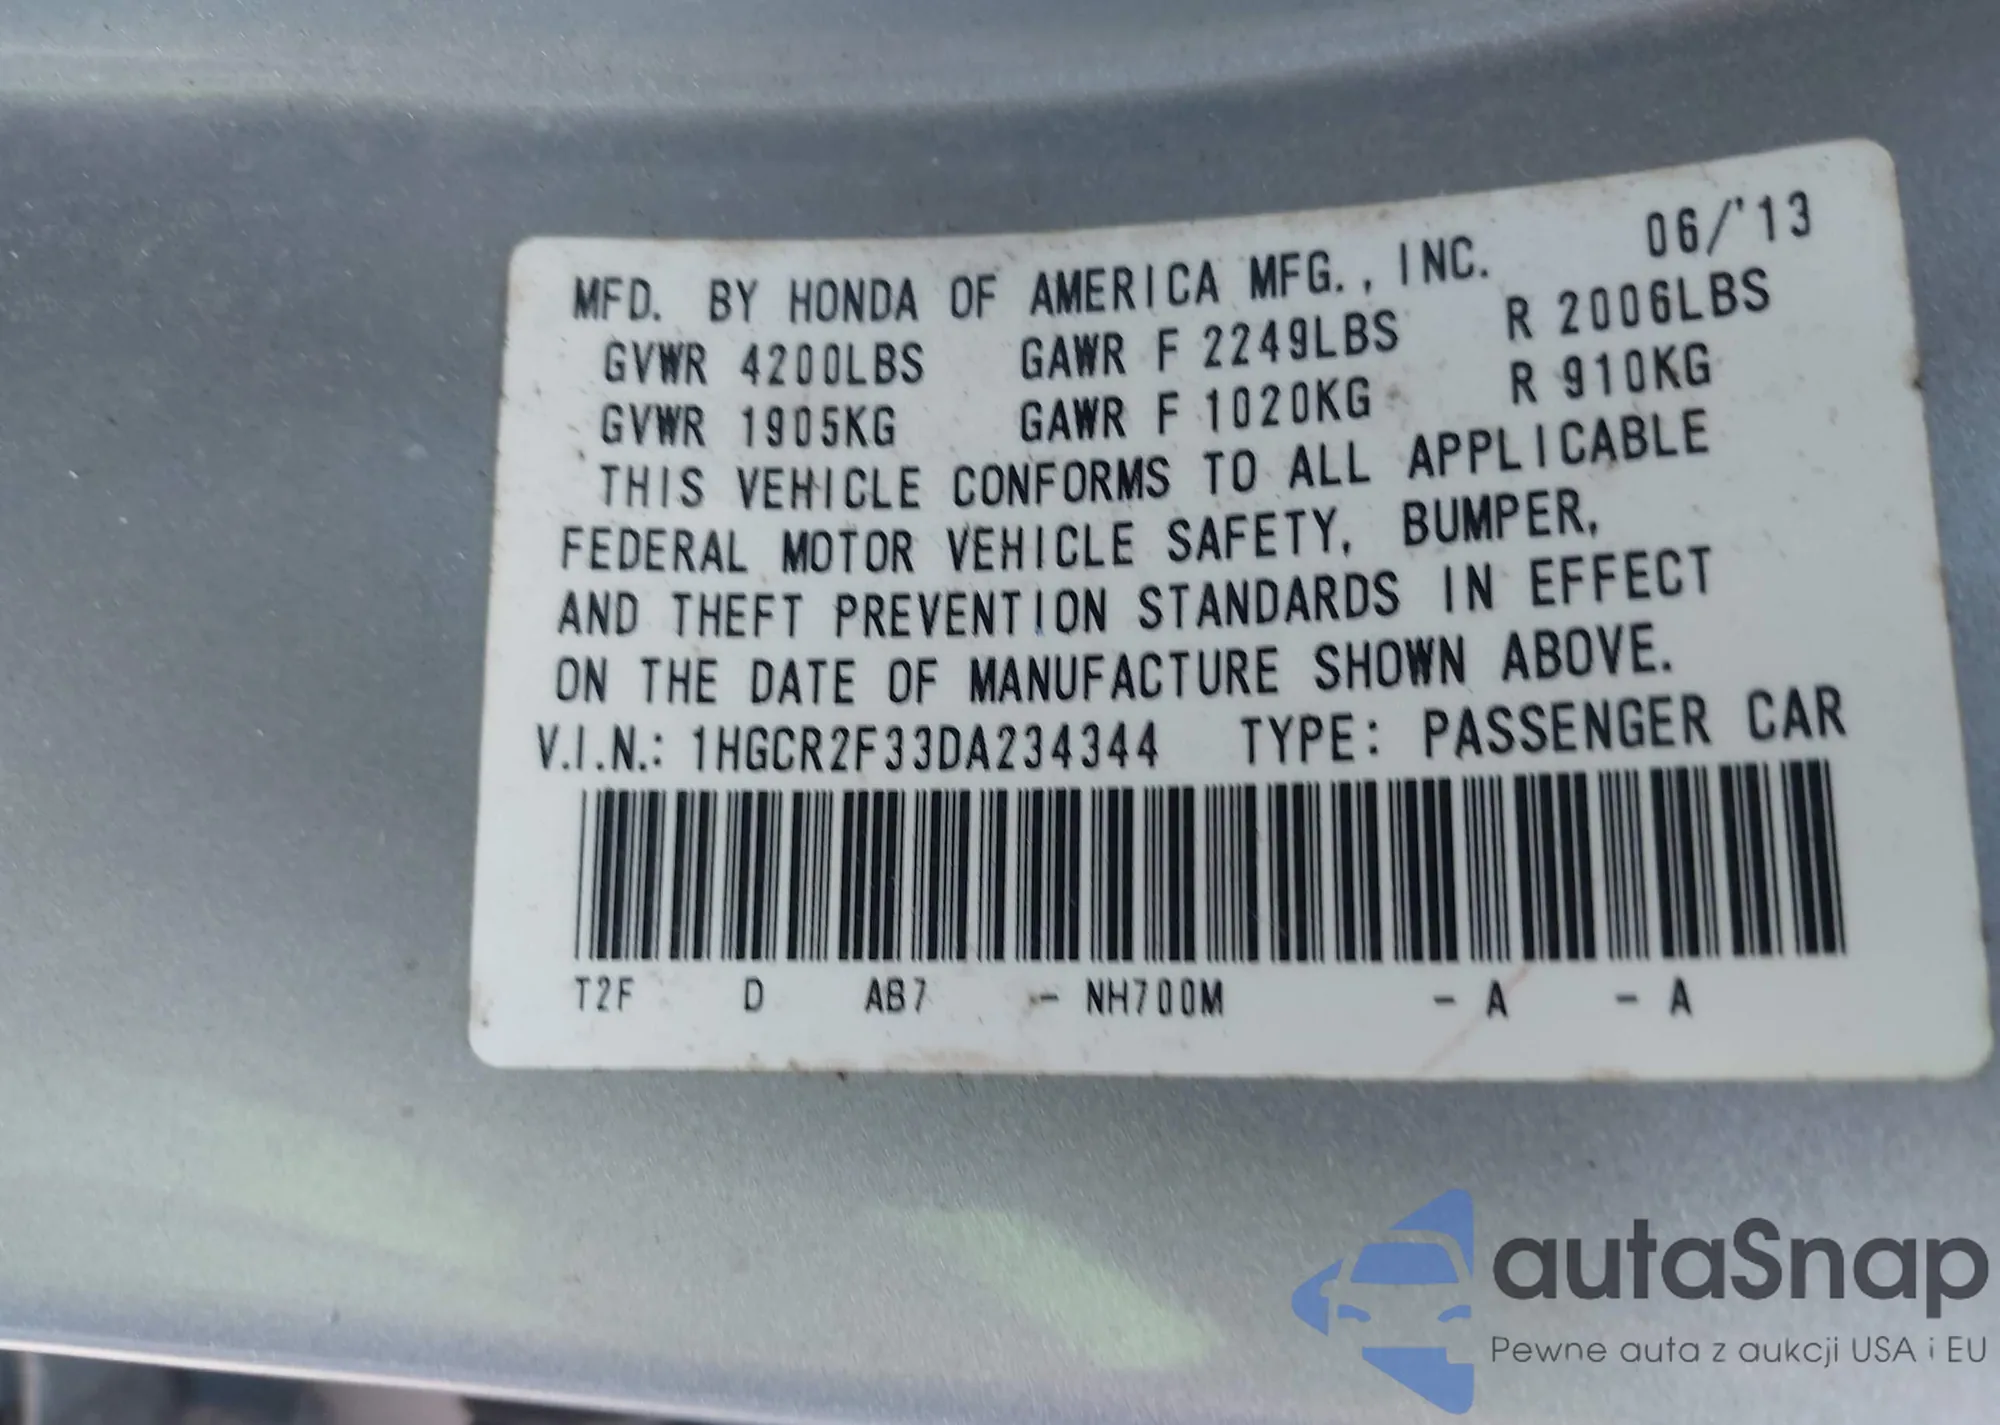 MFD. BY HONDA OF AMERICA MFG., INC. 06/'13
GVWR 4200LBS GAWR F 2249LBS R 2006LBS
GVWR 1905KG GAWR F 1020KG R 910KG
THIS VEHICLE CONFORMS TO ALL APPLICABLE
FEDERAL MOTOR VEHICLE SAFETY, BUMPER,
AND THEFT PREVENTION STANDARDS IN EFFECT
ON THE DATE OF MANUFACTURE SHOWN ABOVE.
V.I.N.: 1HGCR2F33DA234344 TYPE: PASSENGER CAR
T2F D AB7 - NH700M - A - A
autaSnap
Pewne auta z aukcji USA i EU